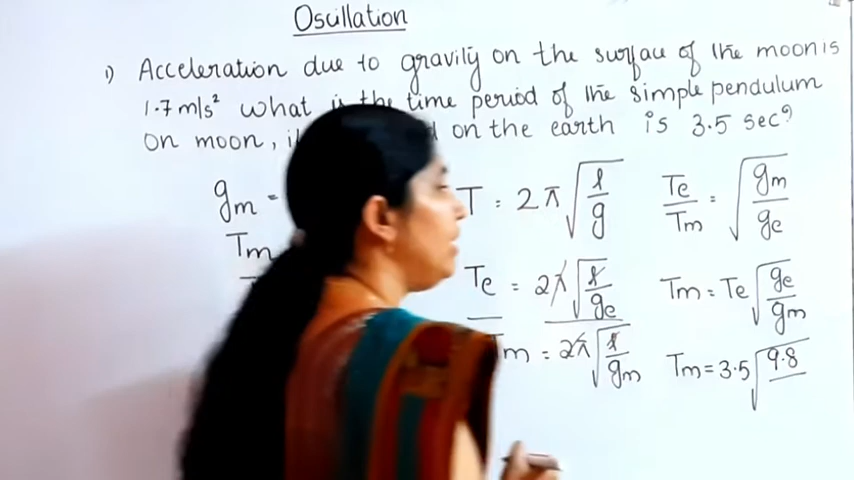 Oscillation
1) Acceleration due to gravity on the surface of the moon is
1.7 m/s² what is the time period of the simple pendulum
on moon, on the earth is 3.5 sec?
gm =
Tm
T = 2π√(l/g)
Te = 2π√(l/ge)
Tm = 2π√(l/gm)
Te/Tm = √(gm/ge)
Tm = Te√(ge/gm)
Tm = 3.5√(9.8/